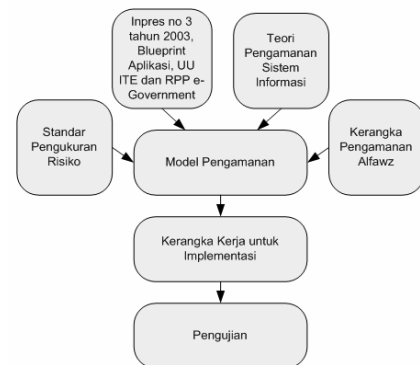 Inpres no 3
tahun 2003,
Blueprint
Aplikasi, UU
ITE dan RPP e-
Government
Teori
Pengamanan
Sistem
Informasi
Standar
Pengukuran
Risiko
Model Pengamanan
Kerangka
Pengamanan
Alfawz
Kerangka Kerja untuk
Implementasi
Pengujian